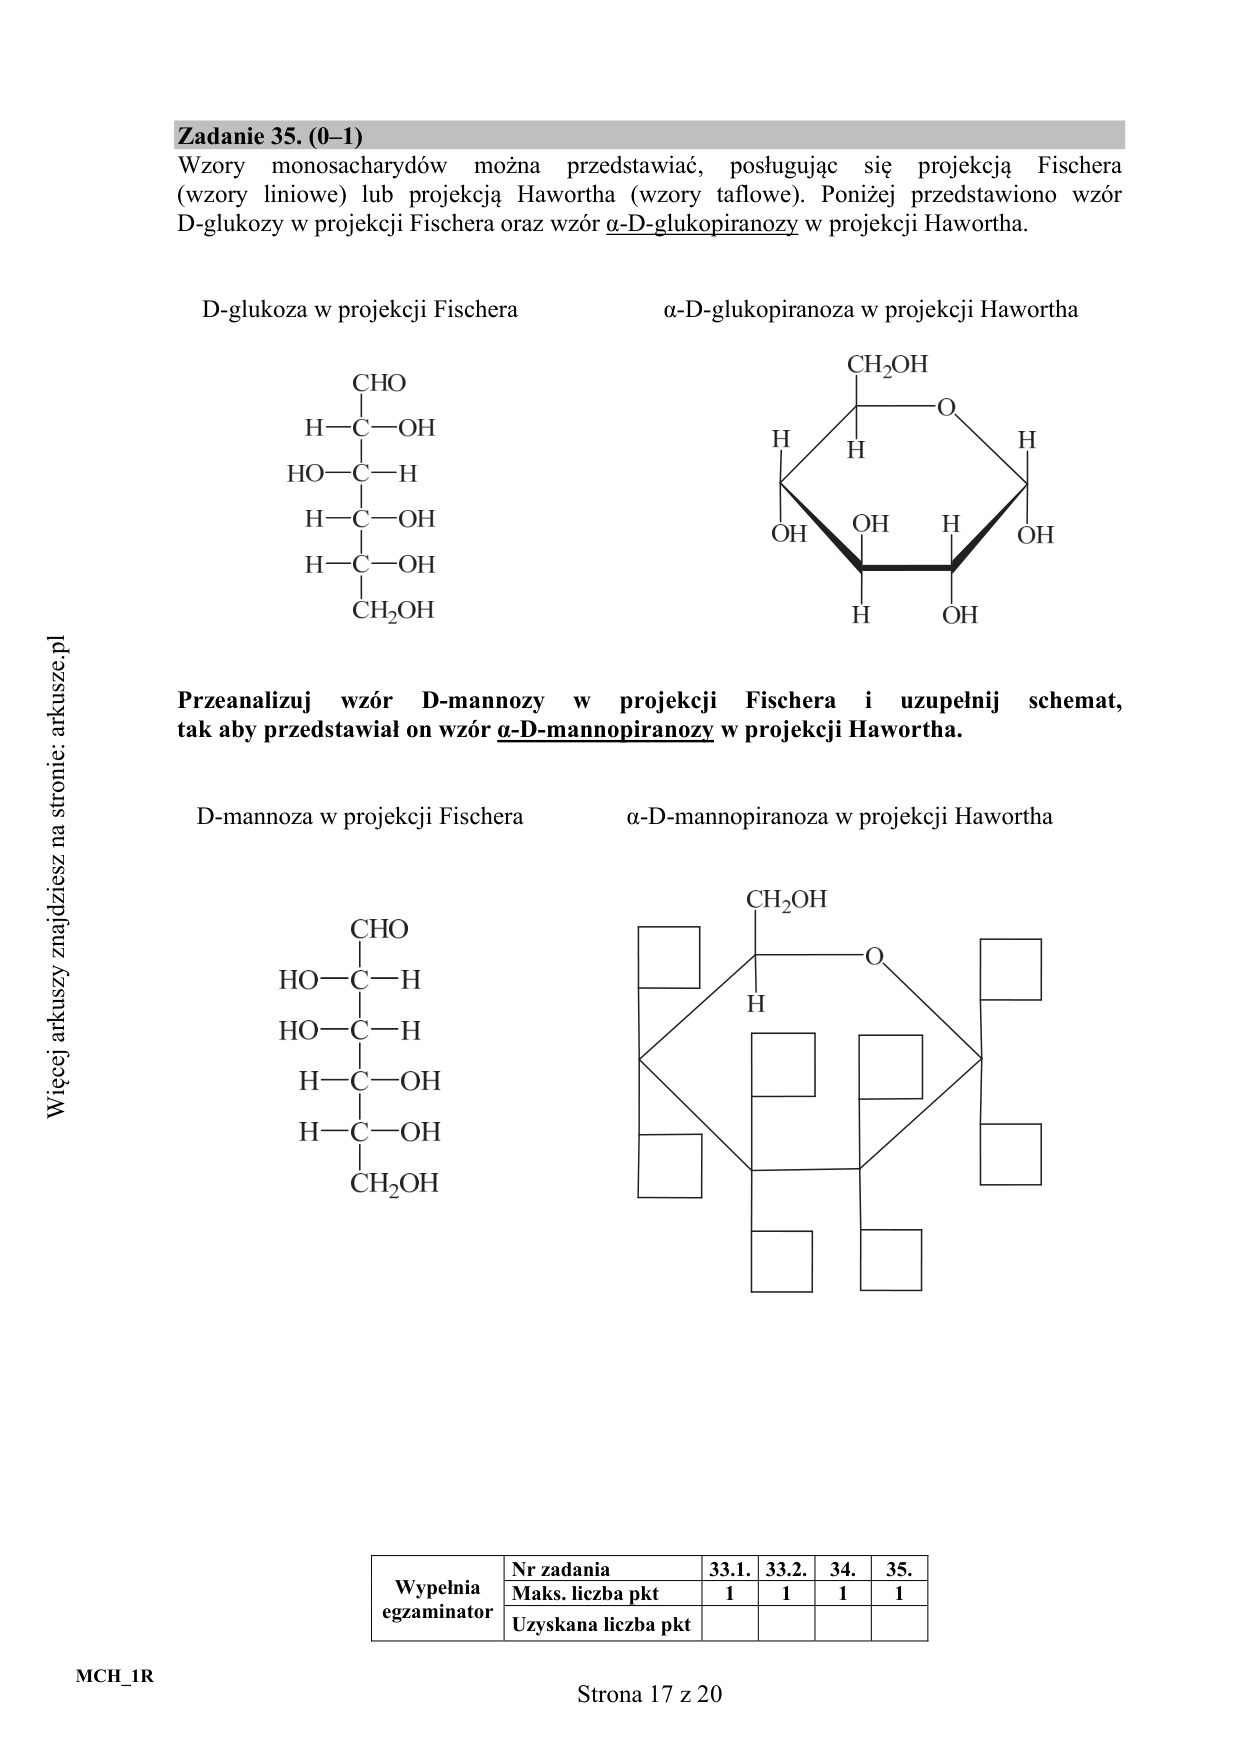 Zadanie 35. (0–1)
Wzory monosacharydów można przedstawiać, posługując się projekcją Fischera
(wzory liniowe) lub projekcją Hawortha (wzory taflowe). Poniżej przedstawiono wzór
D-glukozy w projekcji Fischera oraz wzór α-D-glukopiranozy w projekcji Hawortha.
D-glukoza w projekcji Fischera
CHO
H—C—OH
HO—C—H
H—C—OH
H—C—OH
CH₂OH
α-D-glukopiranoza w projekcji Hawortha
CH₂OH
O
H H
H
OH H
OH OH
H OH
Przeanalizuj wzór D-mannozy w projekcji Fischera i uzupełnij schemat,
tak aby przedstawiał on wzór α-D-mannopiranozy w projekcji Hawortha.
D-mannoza w projekcji Fischera
CHO
HO—C—H
HO—C—H
H—C—OH
H—C—OH
CH₂OH
α-D-mannopiranoza w projekcji Hawortha
CH₂OH
O
H
Więcej arkuszy znajdziesz na stronie: arkusze.pl
Wypełnia
egzaminator
Nr zadania 33.1. 33.2. 34. 35.
Maks. liczba pkt 1 1 1 1
Uzyskana liczba pkt
MCH_1R
Strona 17 z 20